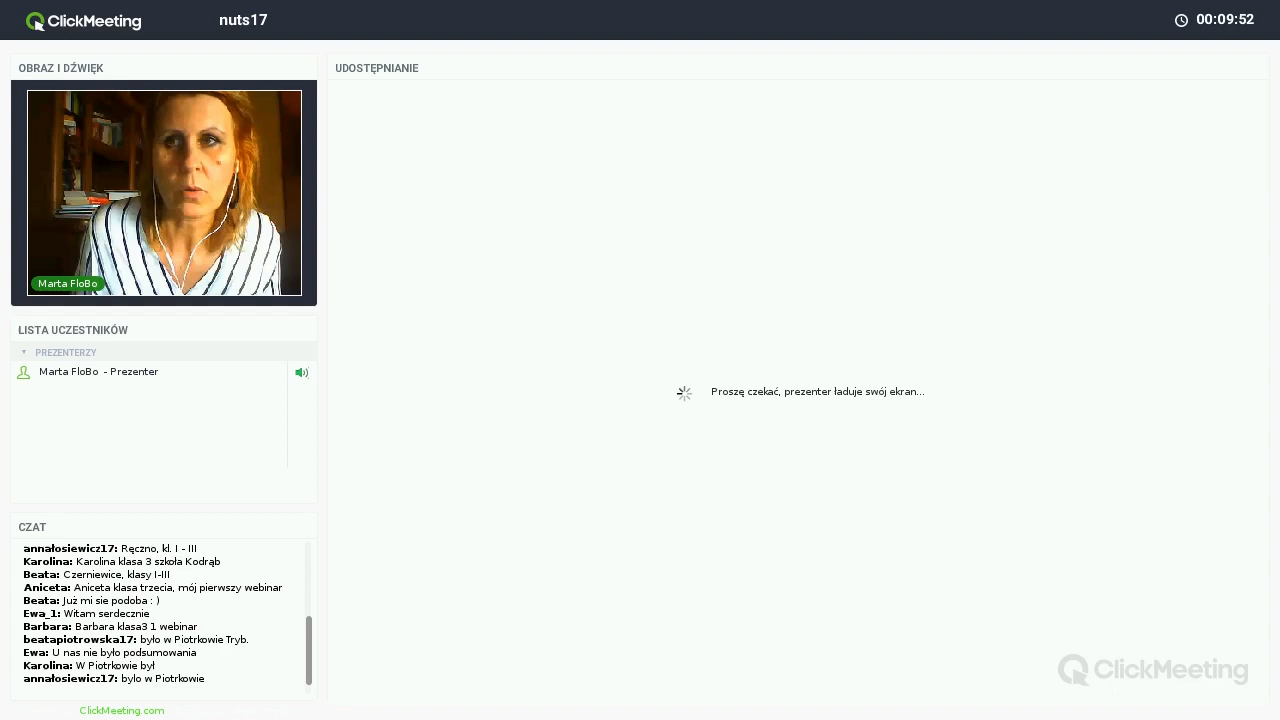 ClickMeeting
nuts17
00:09:52
OBRAZ I DŹWIĘK
Marta FloBo
LISTA UCZESTNIKÓW
PREZENTERZY
Marta FloBo - Prezenter
CZAT
annałosiewicz17: Ręczno, kl. I - III
Karolina: Karolina klasa 3 szkoła Kodrąb
Beata: Czerniewice, klasy I-III
Aniceta: Aniceta klasa trzecia, mój pierwszy webinar
Beata: Już mi sie podoba : )
Ewa_1: Witam serdecznie
Barbara: Barbara klasa3 1 webinar
beatapiotrowska17: było w Piotrkowie Tryb.
Ewa: U nas nie było podsumowania
Karolina: W Piotrkowie był
annałosiewicz17: bylo w Piotrkowie
ClickMeeting.com
UDOSTĘPNIANIE
Proszę czekać, prezenter ładuje swój ekran...
ClickMeeting